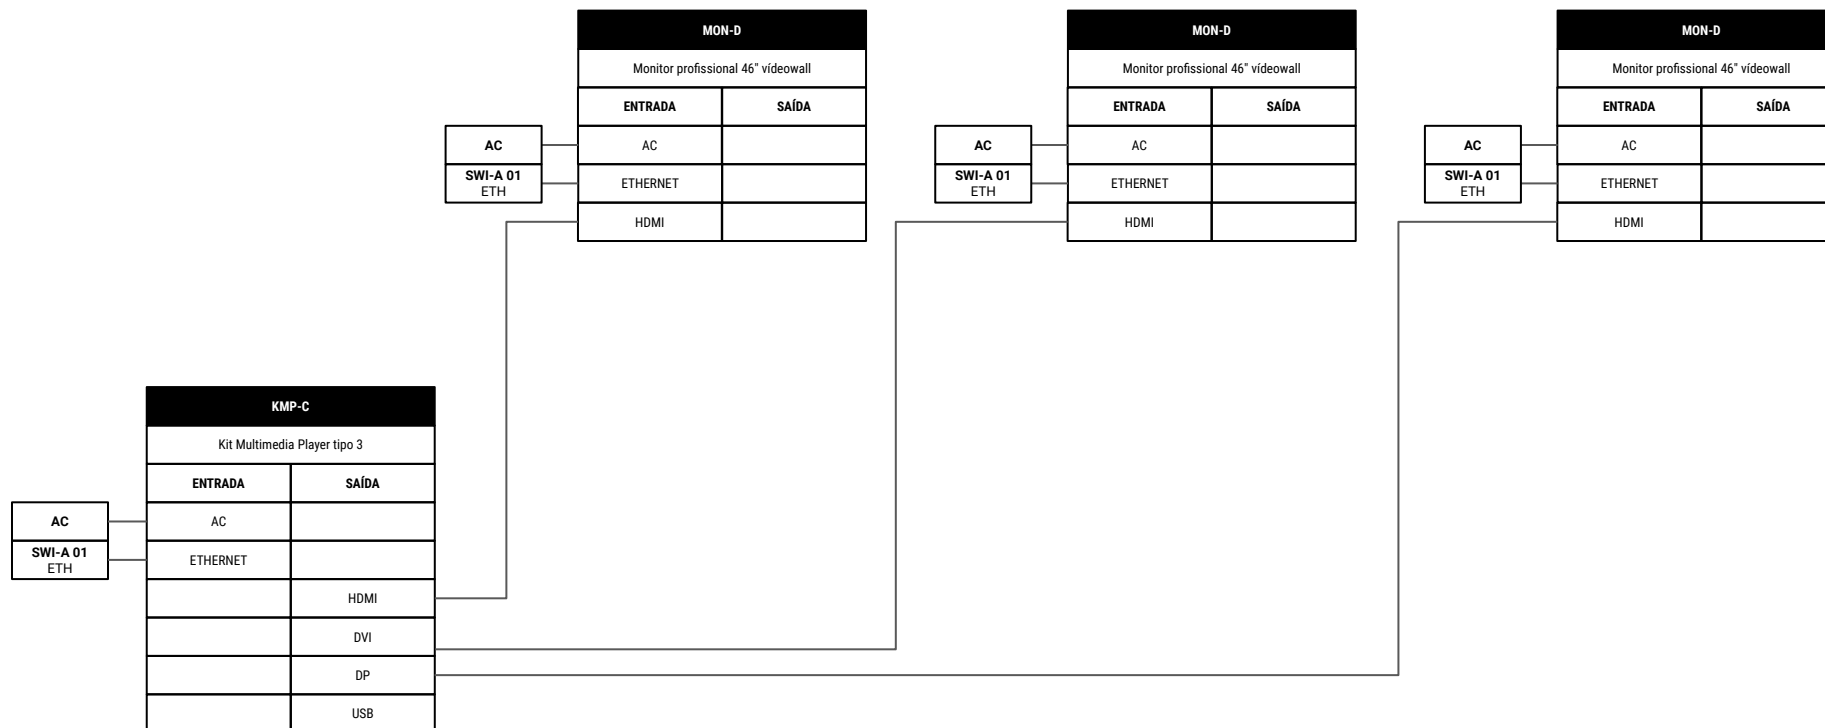 MON-D
Monitor profissional 46" vídeowall
ENTRADA SAÍDA
AC AC
SWI-A 01
ETH
ETHERNET
HDMI
MON-D
Monitor profissional 46" vídeowall
ENTRADA SAÍDA
AC AC
SWI-A 01
ETH
ETHERNET
HDMI
MON-D
Monitor profissional 46" vídeowall
ENTRADA SAÍDA
AC AC
SWI-A 01
ETH
ETHERNET
HDMI
KMP-C
Kit Multimedia Player tipo 3
ENTRADA SAÍDA
AC AC
SWI-A 01
ETH
ETHERNET
HDMI
DVI
DP
USB